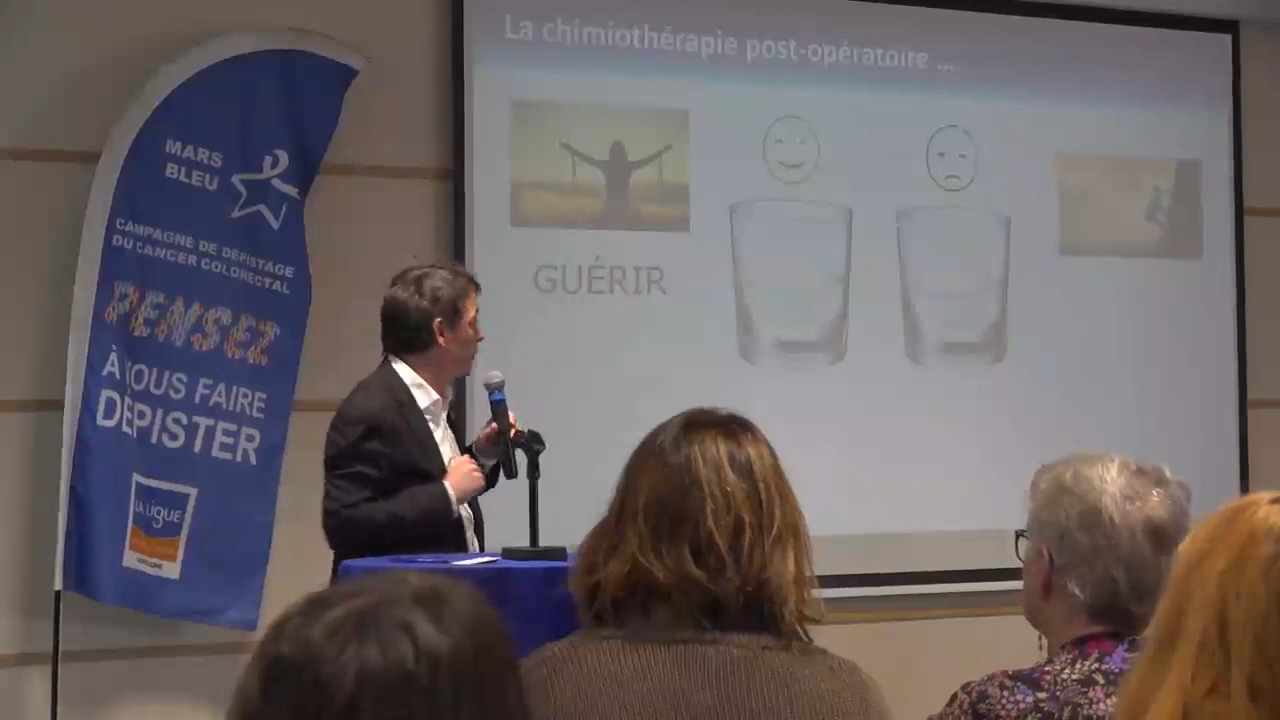 La chimiothérapie post-opératoire ...
GUÉRIR
MARS
BLEU
CAMPAGNE DE DÉPISTAGE
DU CANCER COLORECTAL
PENSEZ
À VOUS FAIRE
DÉPISTER
LA LIGUE